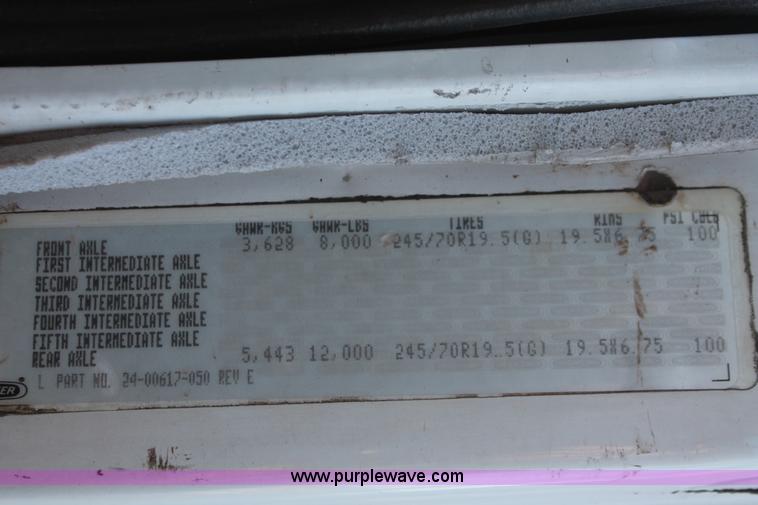 GAWR-KGS GAWR-LBS TIRES RIMS PSI COLD
FRONT AXLE 3,628 8,000 245/70R19.5(G) 19.5X6.75 100
FIRST INTERMEDIATE AXLE
SECOND INTERMEDIATE AXLE
THIRD INTERMEDIATE AXLE
FOURTH INTERMEDIATE AXLE
FIFTH INTERMEDIATE AXLE
REAR AXLE 5,443 12,000 245/70R19.5(G) 19.5X6.75 100
L PART NO. 24-00617-050 REV E
www.purplewave.com